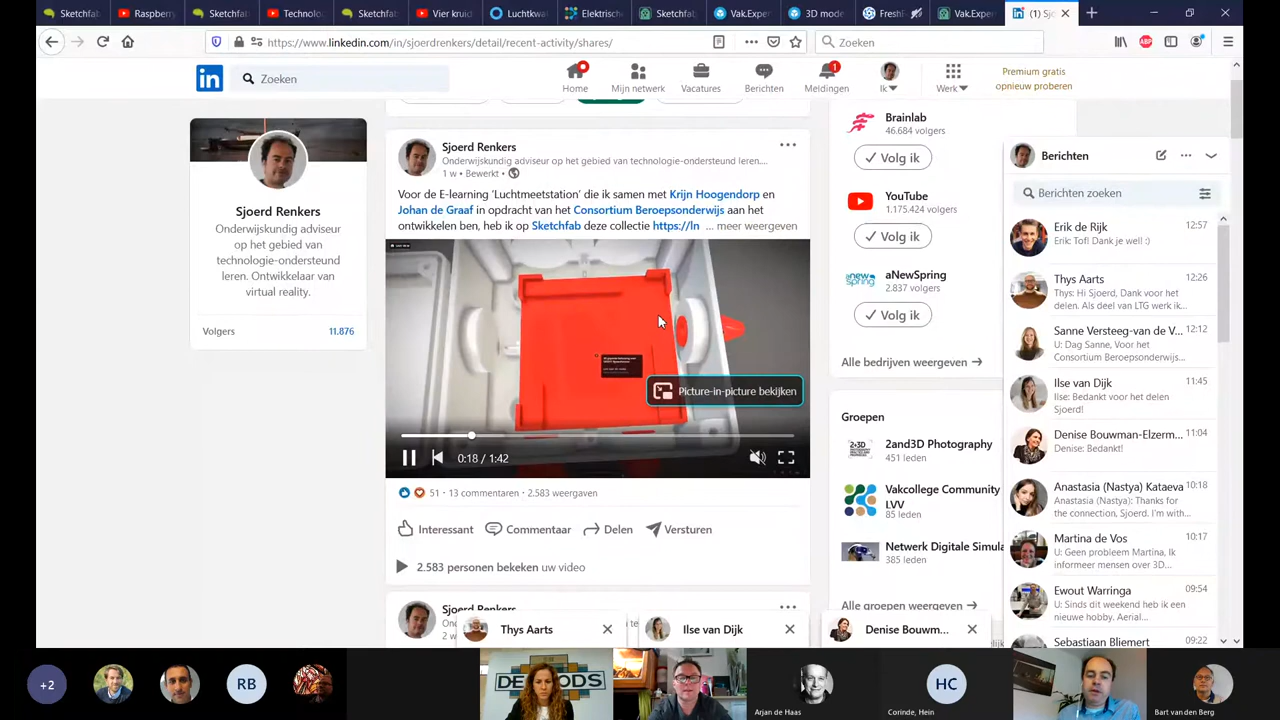 Sketchfab
Raspberry
Sketchfab
Technolog
Sketchfab
Vier kruid
Luchtkwal
Elektrische
Sketchfab
Vak.Exper
3D mode
FreshF
Vak.Exper
(1) Sjo
https://www.linkedin.com/in/sjoerdrenkers/detail/recent-activity/shares/
Zoeken
Zoeken
Home
Mijn netwerk
Vacatures
Berichten
1
Meldingen
Ik
Werk
Premium gratis
opnieuw proberen
Sjoerd Renkers
Onderwijskundig
adviseur op het gebied
van technologie-
ondersteund leren.
Ontwikkelaar van
virtual reality.
Volgers 11.876
Sjoerd Renkers
Onderwijskundig adviseur op het gebied van technologie-ondersteund leren....
1 w • Bewerkt •
Voor de E-learning 'Luchtmeetstation' die ik samen met Krijn Hoogendorp en
Johan de Graaf in opdracht van het Consortium Beroepsonderwijs aan het
ontwikkelen ben, heb ik op Sketchfab deze collectie https://ln ... meer weergeven
Picture-in-picture bekijken
0:18 / 1:42
51 • 13 commentaren • 2.583 weergaven
Interessant
Commentaar
Delen
Versturen
2.583 personen bekeken uw video
Sjoerd Renkers
2 w
Brainlab
46.684 volgers
Volg ik
YouTube
1.175.424 volgers
Volg ik
aNewSpring
aNewSpring
2.837 volgers
Volg ik
Alle bedrijven weergeven
Groepen
2+3D
2and3D Photography
451 leden
Vakcollege Community
LVV
85 leden
Netwerk Digitale Simula
385 leden
Alle groepen weergeven
Berichten
Berichten zoeken
Erik de Rijk 12:57
Erik: Tof! Dank je wel! :)
Thys Aarts 12:26
Thys: Hi Sjoerd, Dank voor het
delen. Als deel van LTG werk ik...
Sanne Versteeg-van de V... 12:12
U: Dag Sanne, Voor het
Consortium Beroepsonderwijs...
Ilse van Dijk 11:45
Ilse: Bedankt voor het delen
Sjoerd!
Denise Bouwman-Elzerm... 11:04
Denise: Bedankt!
Anastasia (Nastya) Kataeva 10:18
Anastasia (Nastya): Thanks for
the connection, Sjoerd. I'm with...
Martina de Vos 10:17
U: Geen probleem Martina, Ik
informeer mensen over 3D...
Ewout Warringa 09:54
U: Sinds dit weekend heb ik een
nieuwe hobby. Aerial...
Sebastiaan Bliemert 09:22
Thys Aarts
Ilse van Dijk
Denise Bouwm...
+2
RB
Arjan de Haas
HC
Corinde, Hein
Bart van den Berg